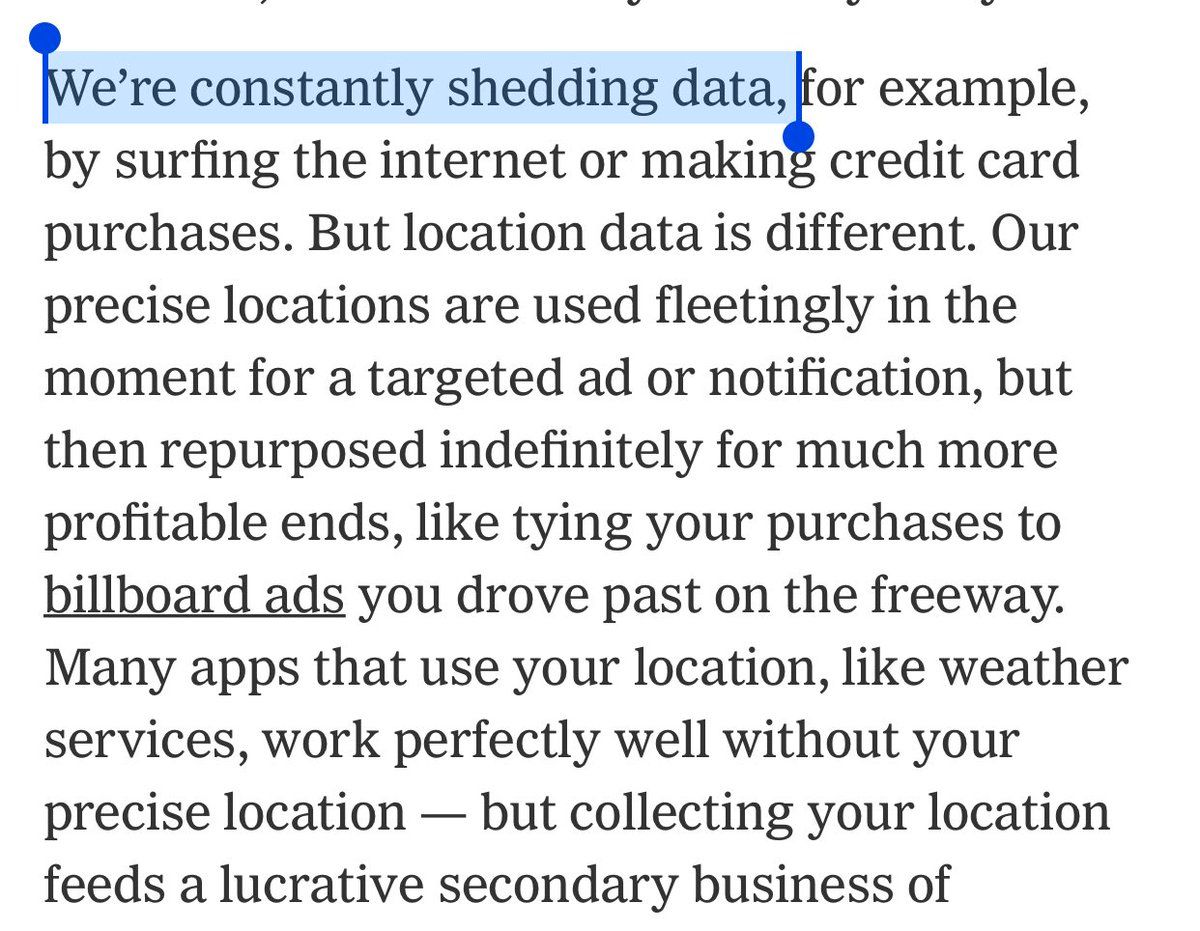 We’re constantly shedding data, for example,
by surfing the internet or making credit card
purchases. But location data is different. Our
precise locations are used fleetingly in the
moment for a targeted ad or notification, but
then repurposed indefinitely for much more
profitable ends, like tying your purchases to
billboard ads you drove past on the freeway.
Many apps that use your location, like weather
services, work perfectly well without your
precise location — but collecting your location
feeds a lucrative secondary business of